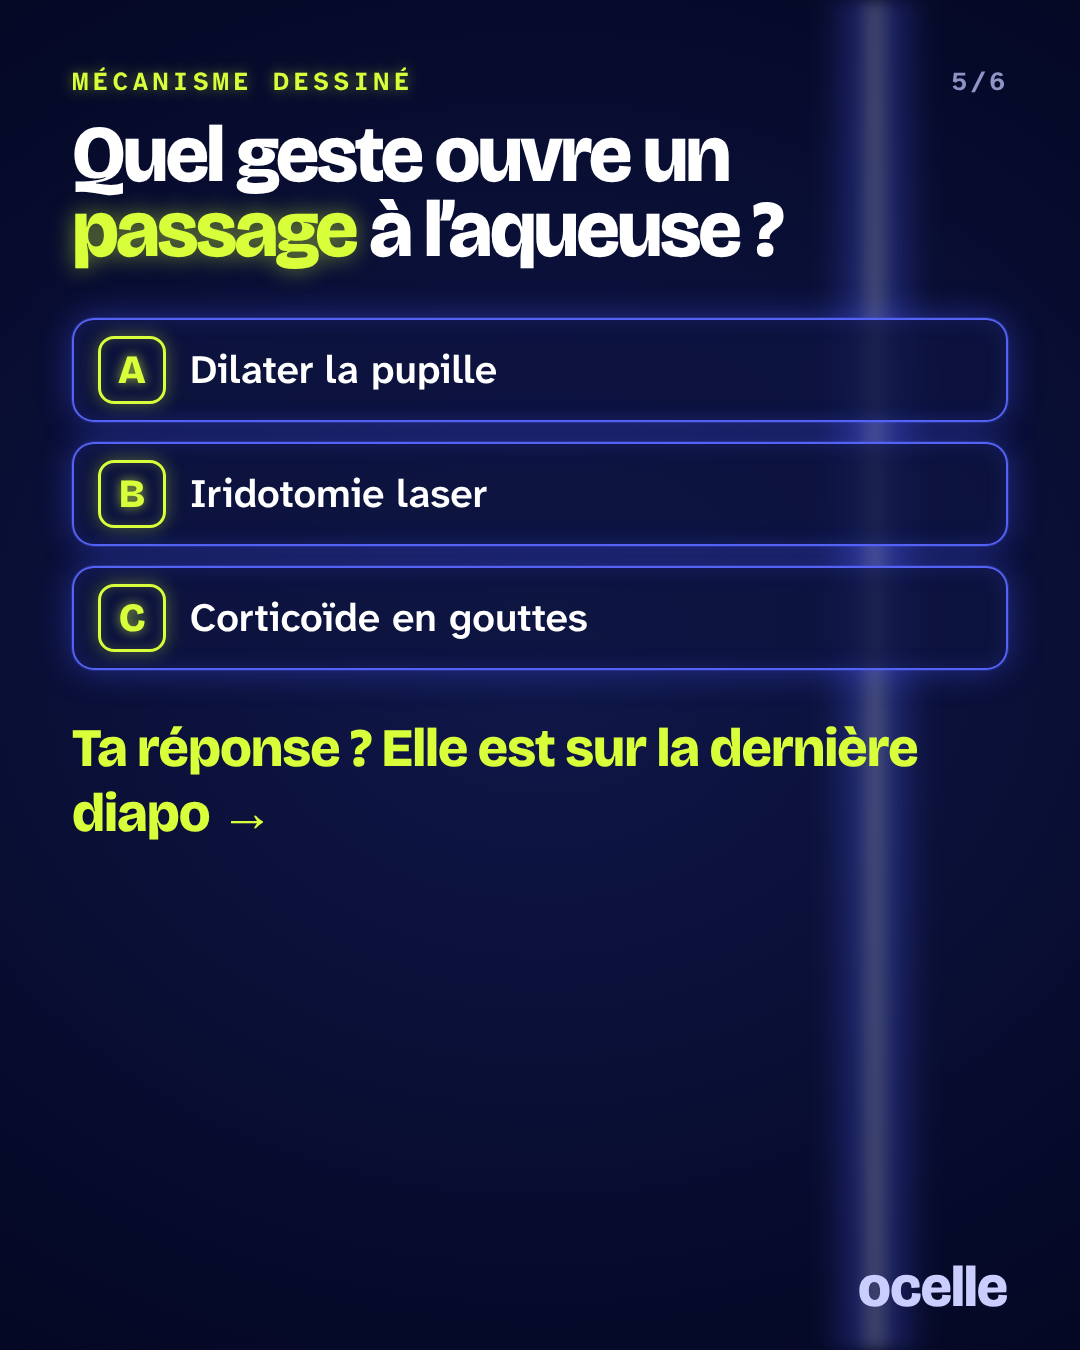 MÉCANISME DESSINÉ
5/6
Quel geste ouvre un
passage à l'aqueuse ?
A Dilater la pupille
B Iridotomie laser
C Corticoïde en gouttes
Ta réponse ? Elle est sur la dernière
diapo →
ocelle